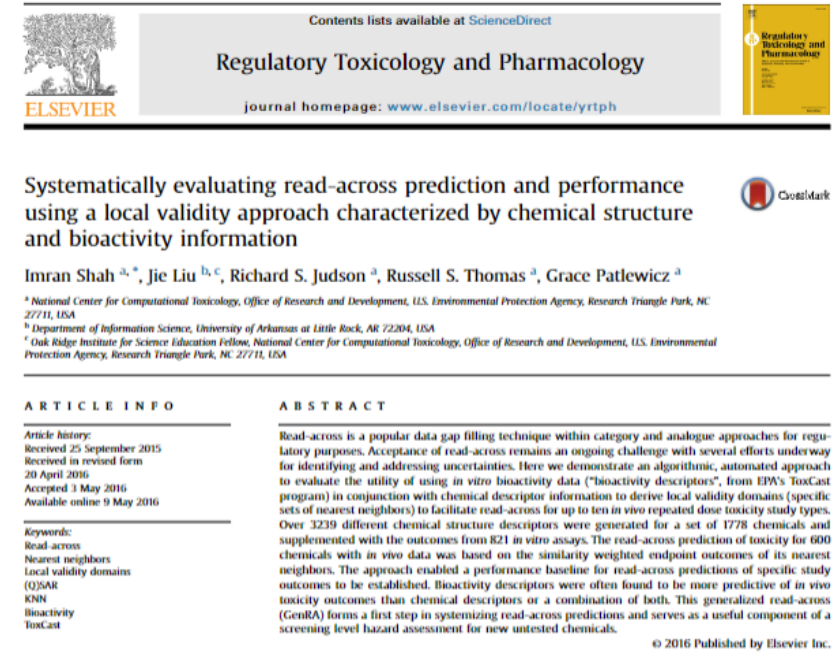 Contents lists available at ScienceDirect
Regulatory Toxicology and Pharmacology
journal homepage: www.elsevier.com/locate/yrtph
ELSEVIER
Regulatory
Toxicology and
Pharmacology
Systematically evaluating read-across prediction and performance
using a local validity approach characterized by chemical structure
and bioactivity information
CrossMark
Imran Shah a, *, Jie Liu b, c, Richard S. Judson a, Russell S. Thomas a, Grace Patlewicz a
a National Center for Computational Toxicology, Office of Research and Development, U.S. Environmental Protection Agency, Research Triangle Park, NC
27711, USA
b Department of Information Science, University of Arkansas at Little Rock, AR 72204, USA
c Oak Ridge Institute for Science Education Fellow, National Center for Computational Toxicology, Office of Research and Development, U.S. Environmental
Protection Agency, Research Triangle Park, NC 27711, USA
ARTICLE INFO
Article history:
Received 25 September 2015
Received in revised form
20 April 2016
Accepted 3 May 2016
Available online 9 May 2016
Keywords:
Read-across
Nearest neighbors
Local validity domains
(Q)SAR
KNN
Bioactivity
ToxCast
ABSTRACT
Read-across is a popular data gap filling technique within category and analogue approaches for regu-
latory purposes. Acceptance of read-across remains an ongoing challenge with several efforts underway
for identifying and addressing uncertainties. Here we demonstrate an algorithmic, automated approach
to evaluate the utility of using in vitro bioactivity data ("bioactivity descriptors", from EPA's ToxCast
program) in conjunction with chemical descriptor information to derive local validity domains (specific
sets of nearest neighbors) to facilitate read-across for up to ten in vivo repeated dose toxicity study types.
Over 3239 different chemical structure descriptors were generated for a set of 1778 chemicals and
supplemented with the outcomes from 821 in vitro assays. The read-across prediction of toxicity for 600
chemicals with in vivo data was based on the similarity weighted endpoint outcomes of its nearest
neighbors. The approach enabled a performance baseline for read-across predictions of specific study
outcomes to be established. Bioactivity descriptors were often found to be more predictive of in vivo
toxicity outcomes than chemical descriptors or a combination of both. This generalized read-across
(GenRA) forms a first step in systemizing read-across predictions and serves as a useful component of a
screening level hazard assessment for new untested chemicals.
© 2016 Published by Elsevier Inc.